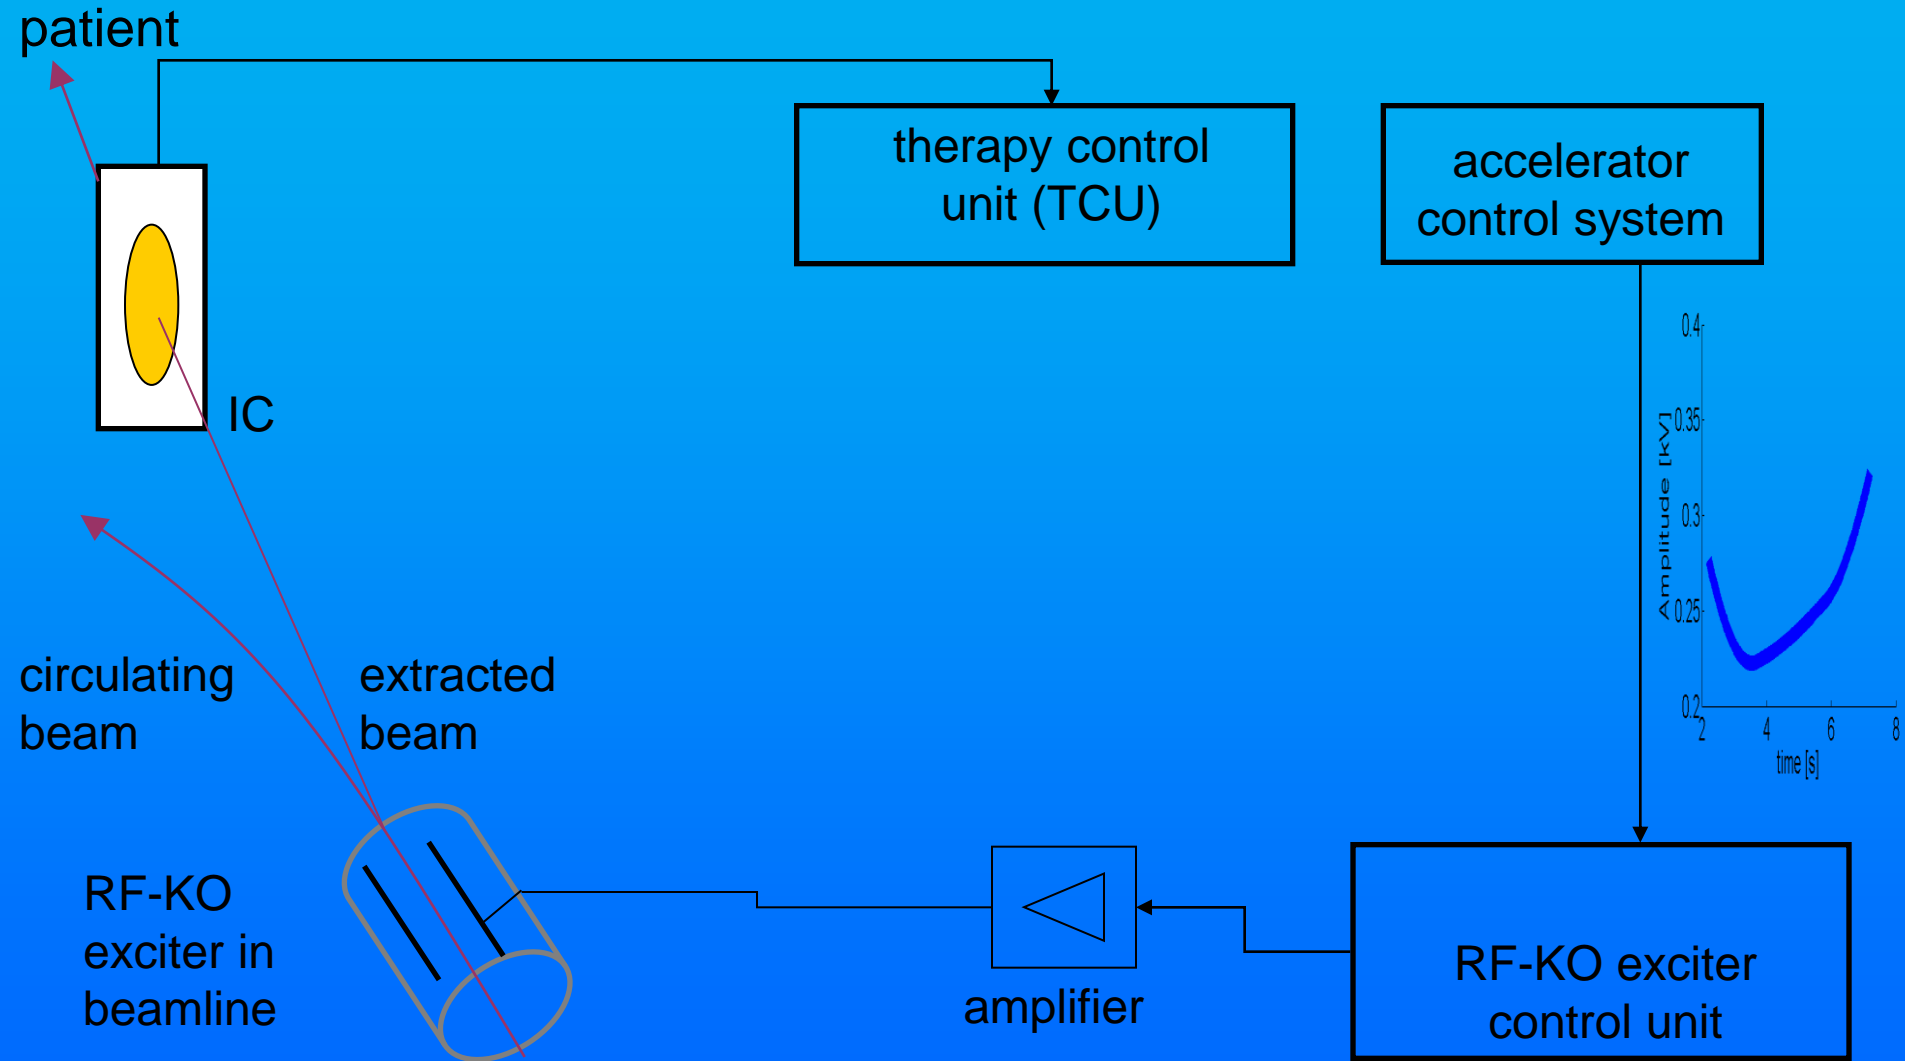 patient
therapy control
unit (TCU)
accelerator
control system
IC
0.4
0.35
0.3
0.25
0.2
Amplitude [kV]
2 4 6 8
time [s]
circulating
beam
extracted
beam
RF-KO
exciter in
beamline
amplifier
RF-KO exciter
control unit